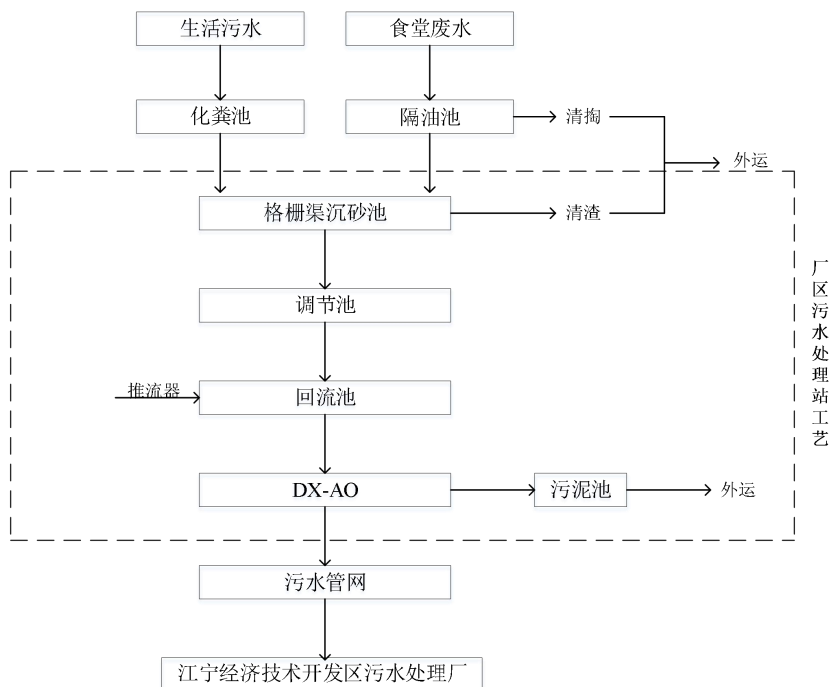 生活污水
食堂废水
化粪池
隔油池
清掏
外运
格栅渠沉砂池
清渣
调节池
推流器
回流池
DX-AO
污泥池
外运
污水管网
江宁经济技术开发区污水处理厂
厂区污水处理站工艺